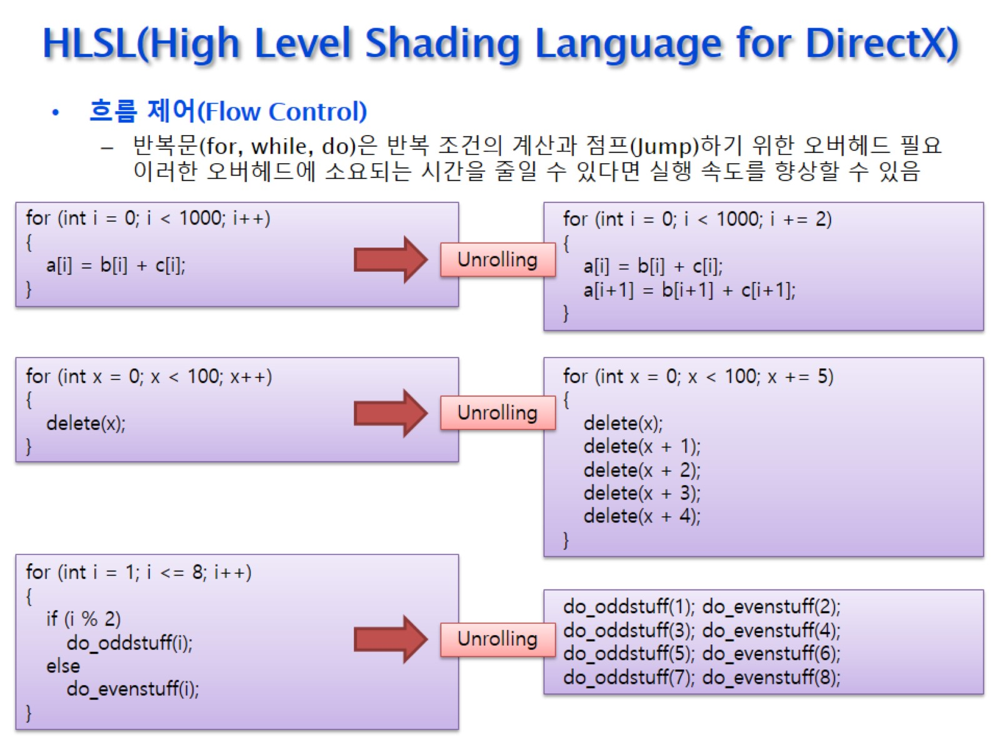 HLSL(High Level Shading Language for DirectX)
• 흐름 제어(Flow Control)
– 반복문(for, while, do)은 반복 조건의 계산과 점프(Jump)하기 위한 오버헤드 필요
이러한 오버헤드에 소요되는 시간을 줄일 수 있다면 실행 속도를 향상할 수 있음
for (int i = 0; i < 1000; i++)
{
a[i] = b[i] + c[i];
}
Unrolling
for (int i = 0; i < 1000; i += 2)
{
a[i] = b[i] + c[i];
a[i+1] = b[i+1] + c[i+1];
}
for (int x = 0; x < 100; x++)
{
delete(x);
}
Unrolling
for (int x = 0; x < 100; x += 5)
{
delete(x);
delete(x + 1);
delete(x + 2);
delete(x + 3);
delete(x + 4);
}
for (int i = 1; i <= 8; i++)
{
if (i % 2)
do_oddstuff(i);
else
do_evenstuff(i);
}
Unrolling
do_oddstuff(1); do_evenstuff(2);
do_oddstuff(3); do_evenstuff(4);
do_oddstuff(5); do_evenstuff(6);
do_oddstuff(7); do_evenstuff(8);